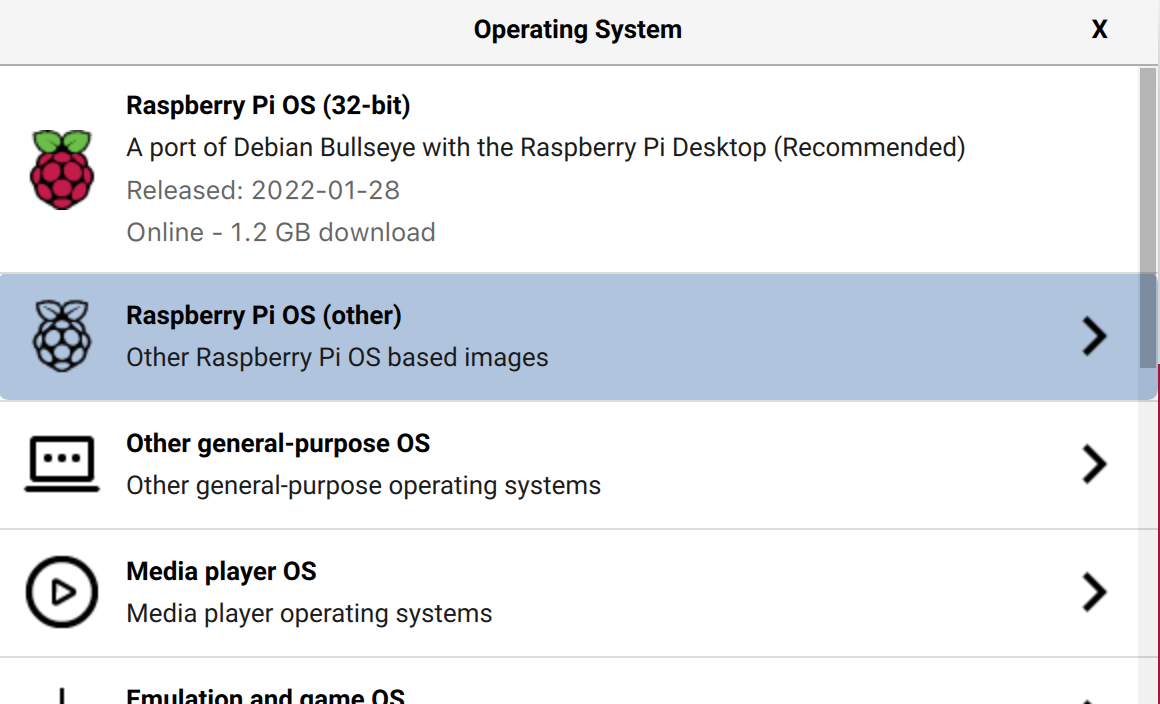 Operating System
X
Raspberry Pi OS (32-bit)
A port of Debian Bullseye with the Raspberry Pi Desktop (Recommended)
Released: 2022-01-28
Online - 1.2 GB download
Raspberry Pi OS (other)
Other Raspberry Pi OS based images
Other general-purpose OS
Other general-purpose operating systems
Media player OS
Media player operating systems
Emulation and game OS